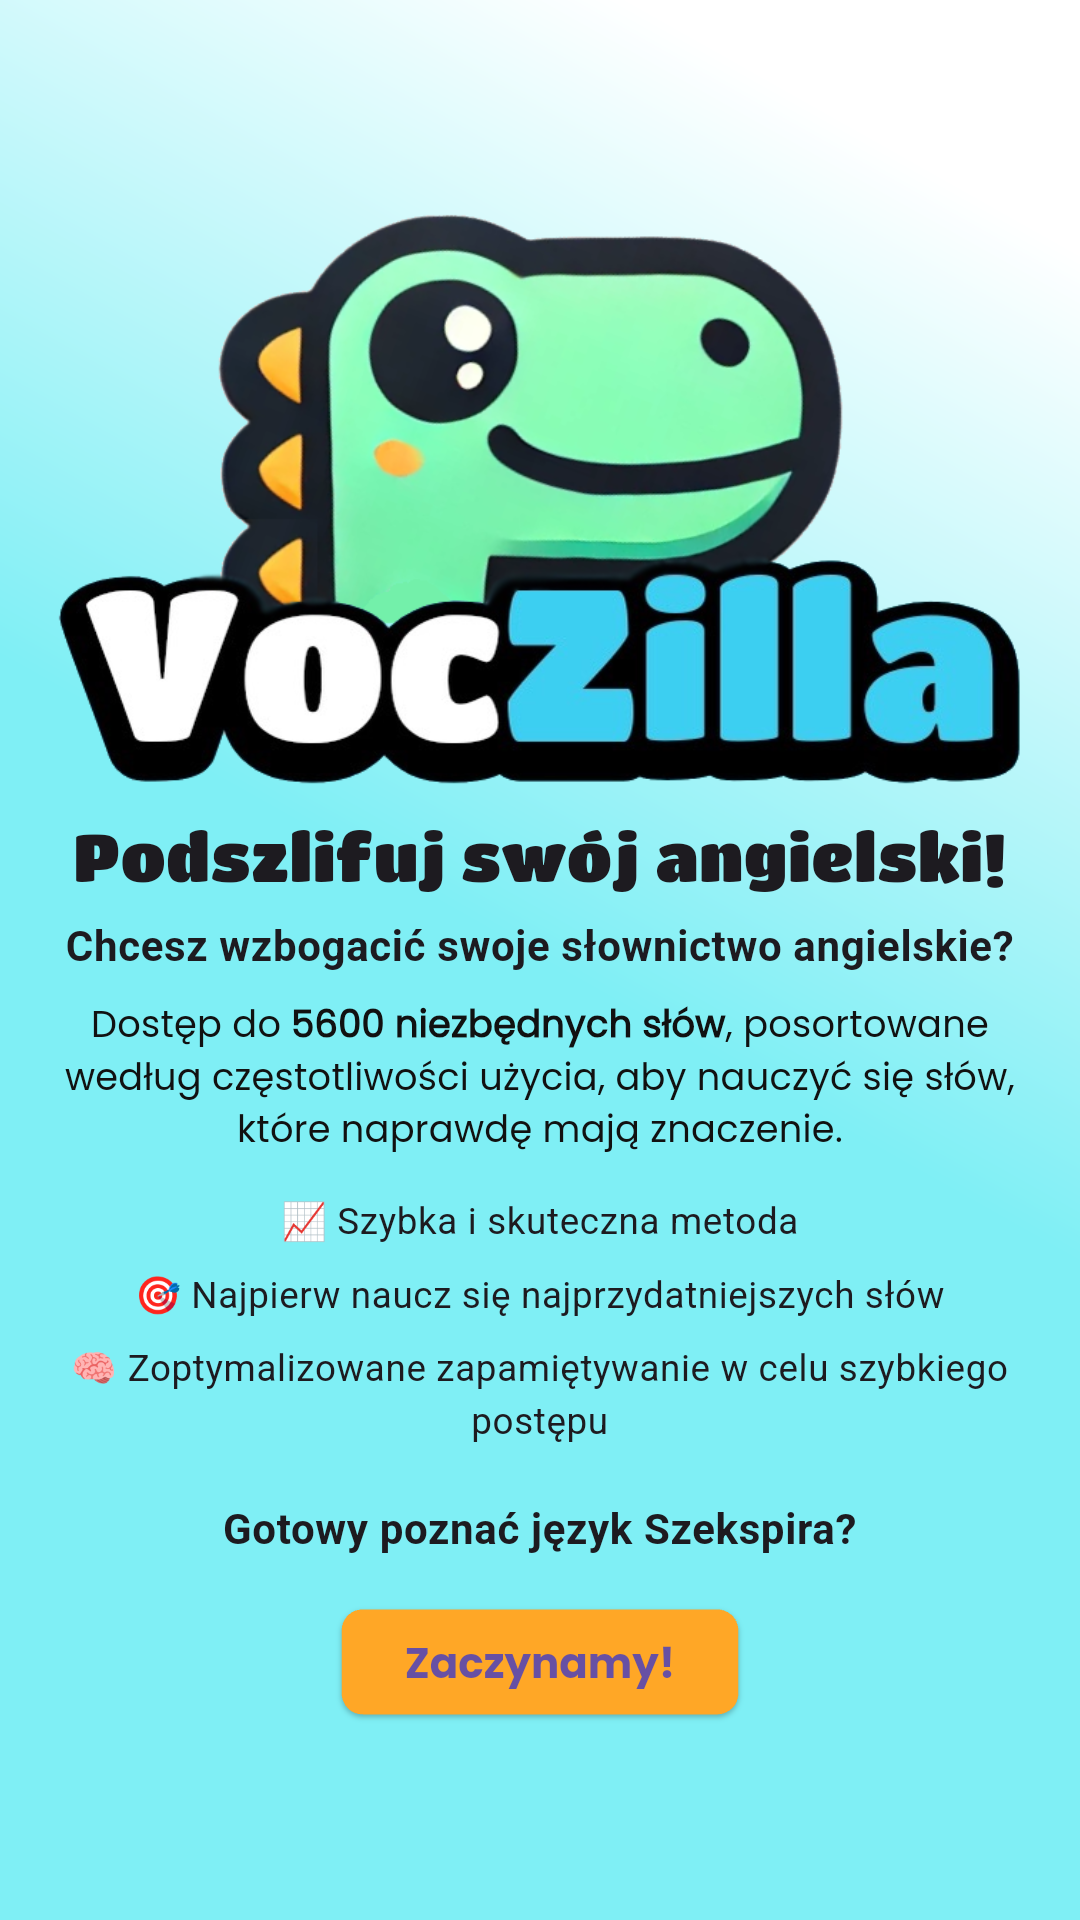 VocZilla
Podszlifuj swój angielski!
Chcesz wzbogacić swoje słownictwo angielskie?
Dostęp do 5600 niezbędnych słów, posortowane
według częstotliwości użycia, aby nauczyć się słów,
które naprawdę mają znaczenie.
📈 Szybka i skuteczna metoda
🎯 Najpierw naucz się najprzydatniejszych słów
🧠 Zoptymalizowane zapamiętywanie w celu szybkiego
postępu
Gotowy poznać język Szekspira?
Zaczynamy!